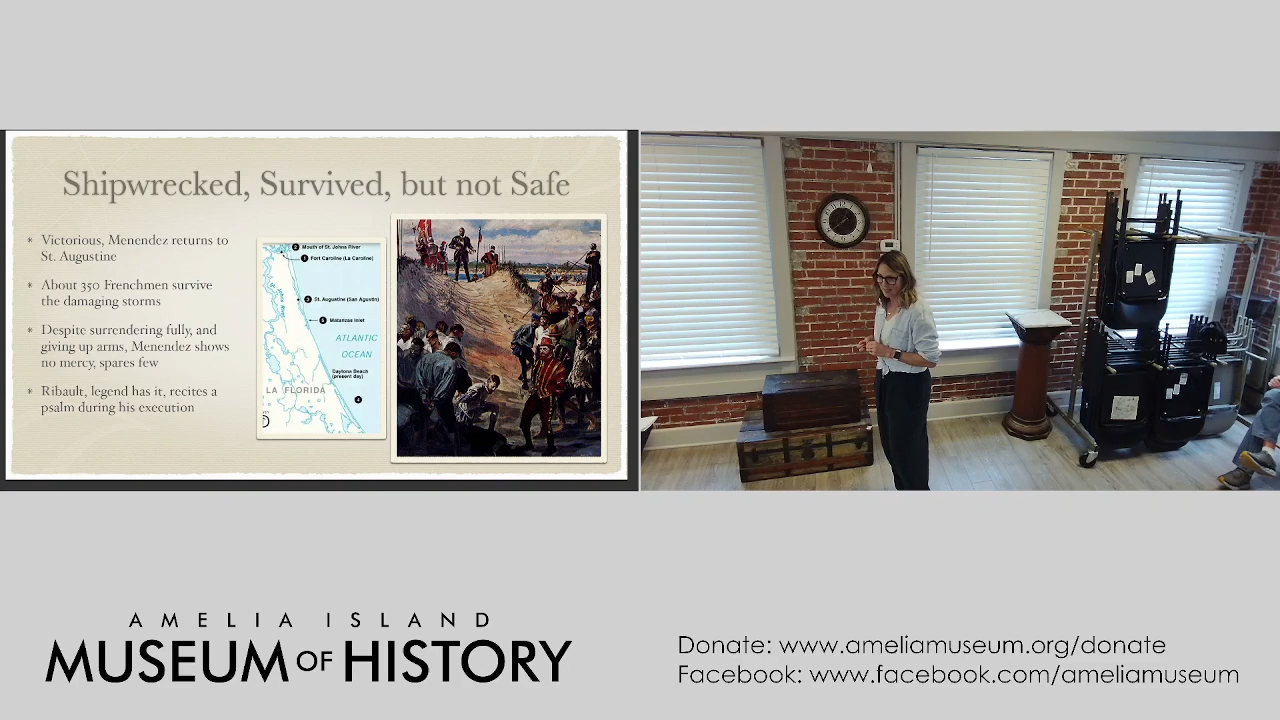 Shipwrecked, Survived, but not Safe
* Victorious, Menendez returns to
St. Augustine
* About 350 Frenchmen survive
the damaging storms
* Despite surrendering fully, and
giving up arms, Menendez shows
no mercy, spares few
* Ribault, legend has it, recites a
psalm during his execution
2 Mouth of St. Johns River
1 Fort Caroline (La Caroline)
St. Augustine (San Agustín)
Matanzas Inlet
ATLANTIC
OCEAN
Daytona Beach
(present day)
4
LA FLORIDA
AMELIA ISLAND
MUSEUM OF HISTORY
Donate: www.ameliamuseum.org/donate
Facebook: www.facebook.com/ameliamuseum